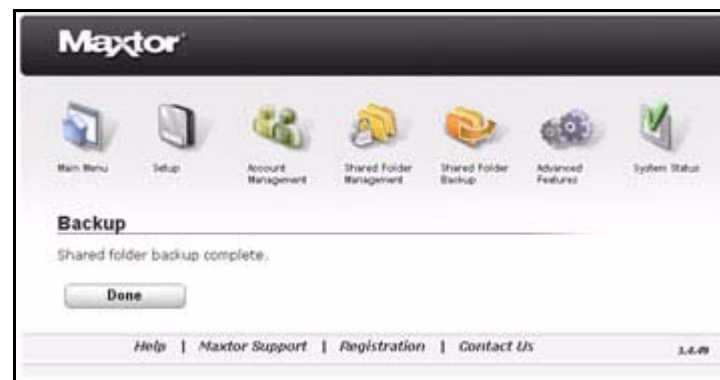 Maxtor
Main Menu
Setup
Account
Management
Shared Folder
Management
Shared Folder
Backup
Advanced
Features
System Status
Backup
Shared folder backup complete.
Done
Help | Maxtor Support | Registration | Contact Us